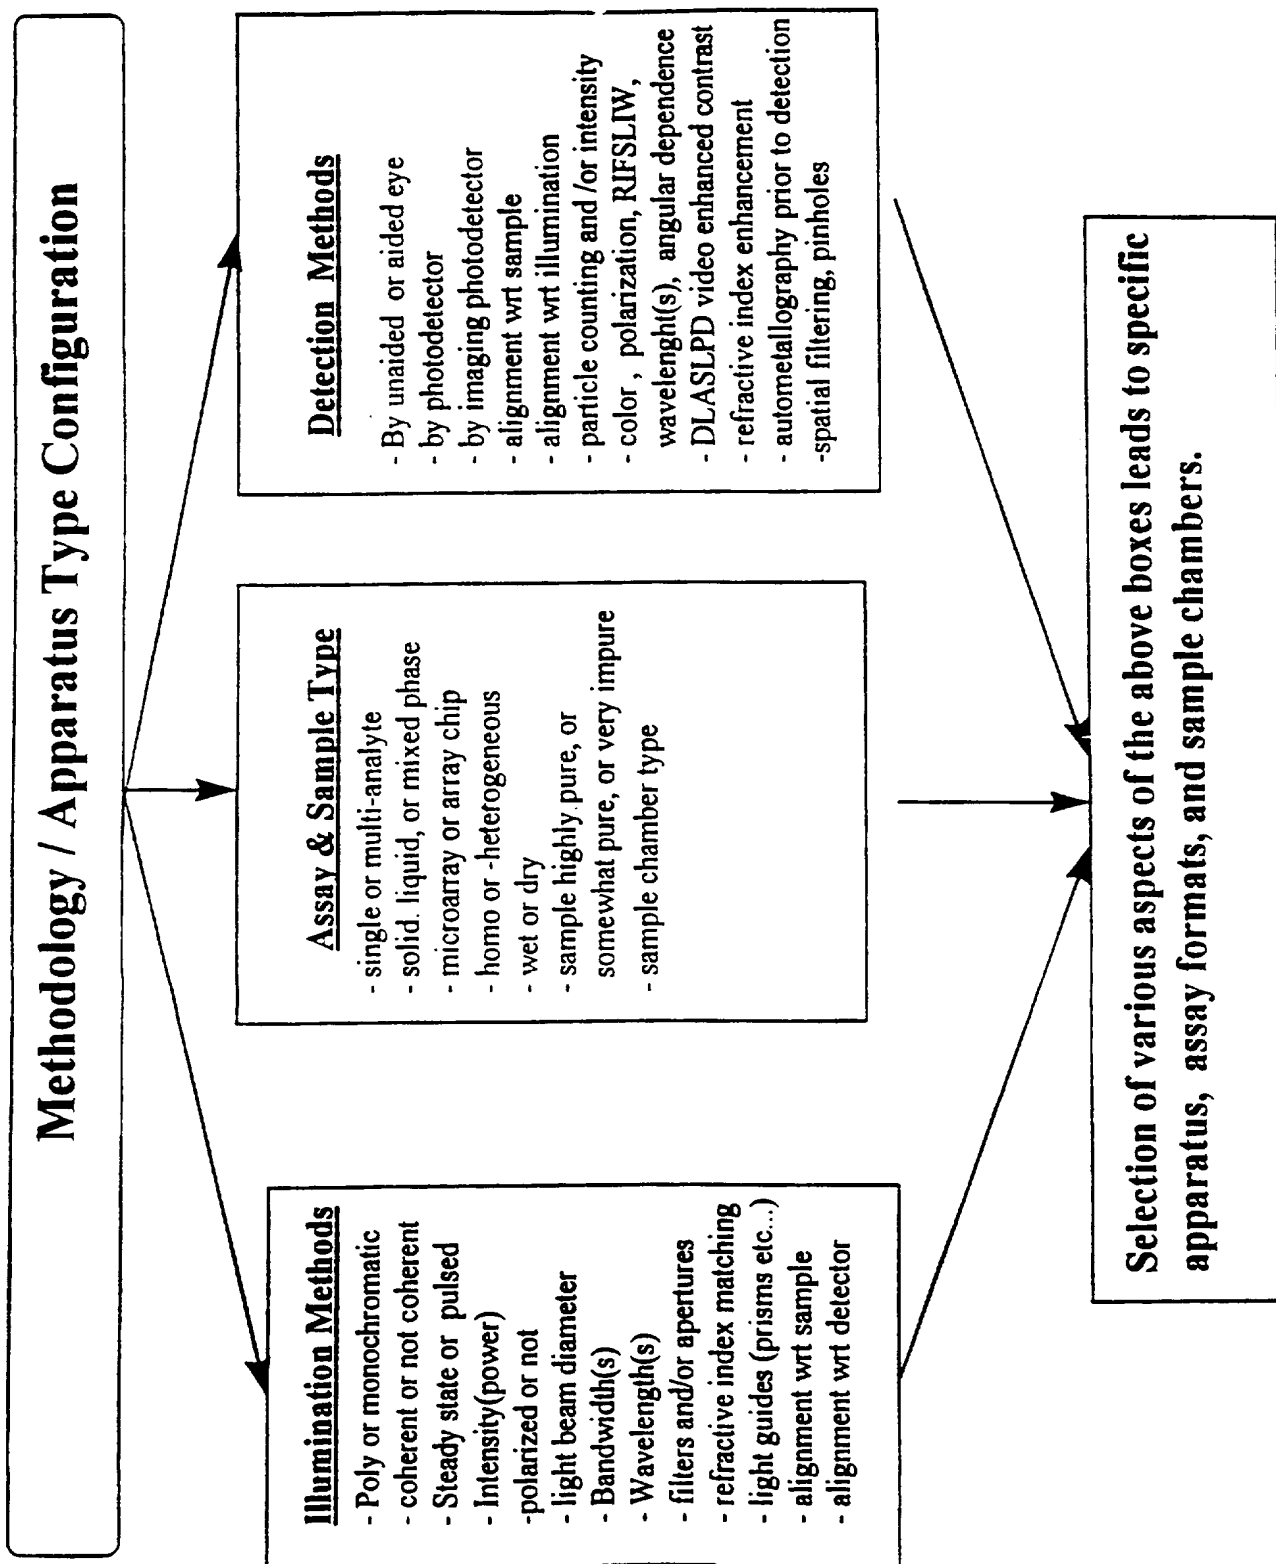 Methodology / Apparatus Type Configuration
Illumination Methods
- Poly or monochromatic
- coherent or not coherent
- Steady state or pulsed
- Intensity(power)
-polarized or not
- light beam diameter
- Bandwidth(s)
- Wavelength(s)
- filters and/or apertures
- refractive index matching
- light guides (prisms etc...)
- alignment wrt sample
- alignment wrt detector
Assay & Sample Type
- single or multi-analyte
- solid. liquid, or mixed phase
- microarray or array chip
- homo or -hetetogeneous
- wet or dry
- sample highly pure, or
somewhat pure, or very impure
- sample chamber type
Detection Methods
- By unaided or aided eye
- by photodetector
- by imaging photodetector
- alignment wrt sample
- alignment wrt illumination
- particle counting and /or intensity
- color , polarization, RIFSLIW,
wavelenght(s), angular dependence
- DLASLPD video enhanced contrast
- refractive index enhancement
- autometallography prior to detection
-spatial filtering, pinholes
Selection of various aspects of the above boxes leads to specific
apparatus, assay formats, and sample chambers.